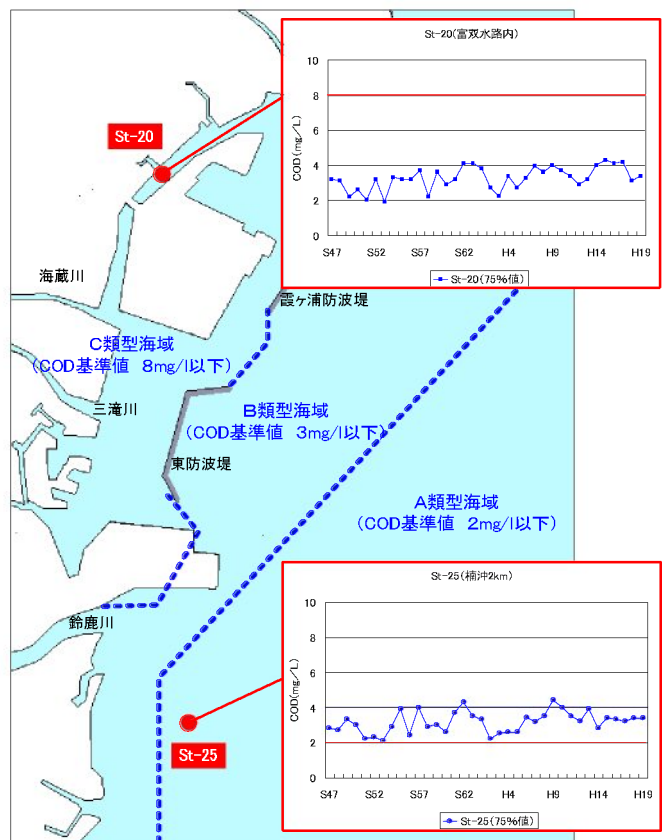 St-20(富双水路内)
COD(mg/L)
10
8
6
4
2
0
S47 S52 S57 S62 H4 H9 H14 H19
St-20(75%値)
St-20
海蔵川
霞ヶ浦防波堤
C類型海域
(COD基準値 8mg/l以下)
三滝川
B類型海域
(COD基準値 3mg/l以下)
東防波堤
A類型海域
(COD基準値 2mg/l以下)
鈴鹿川
St-25
St-25(楠沖2km)
COD(mg/L)
10
8
6
4
2
0
S47 S52 S57 S62 H4 H9 H14 H19
St-25(75%値)